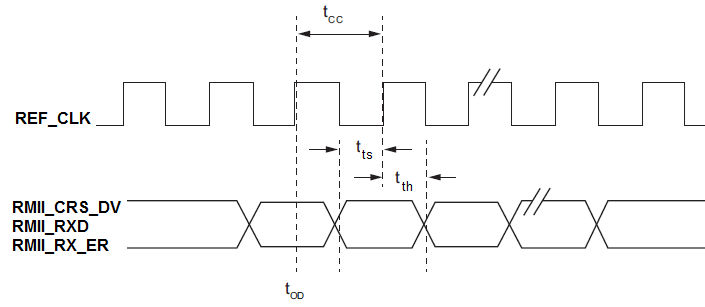 tCC
REF_CLK
tts
tth
RMII_CRS_DV
RMII_RXD
RMII_RX_ER
tOD